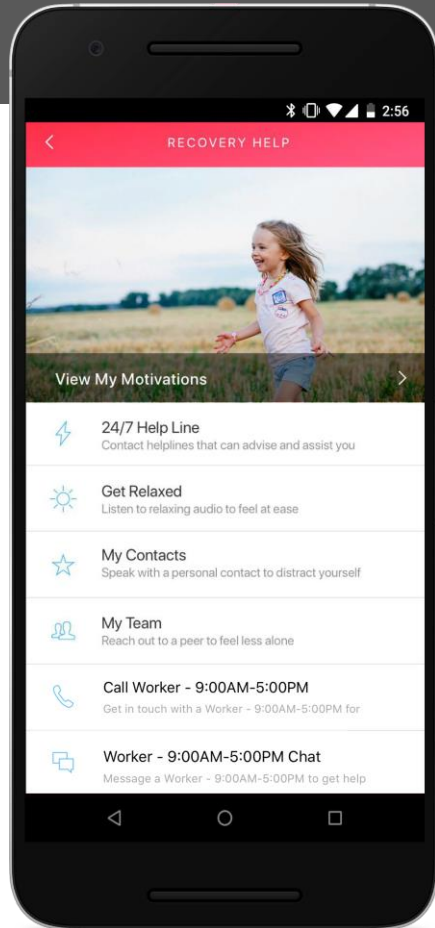 2:56
RECOVERY HELP
View My Motivations
24/7 Help Line
Contact helplines that can advise and assist you
Get Relaxed
Listen to relaxing audio to feel at ease
My Contacts
Speak with a personal contact to distract yourself
My Team
Reach out to a peer to feel less alone
Call Worker - 9:00AM-5:00PM
Get in touch with a Worker - 9:00AM-5:00PM for
Worker - 9:00AM-5:00PM Chat
Message a Worker - 9:00AM-5:00PM to get help